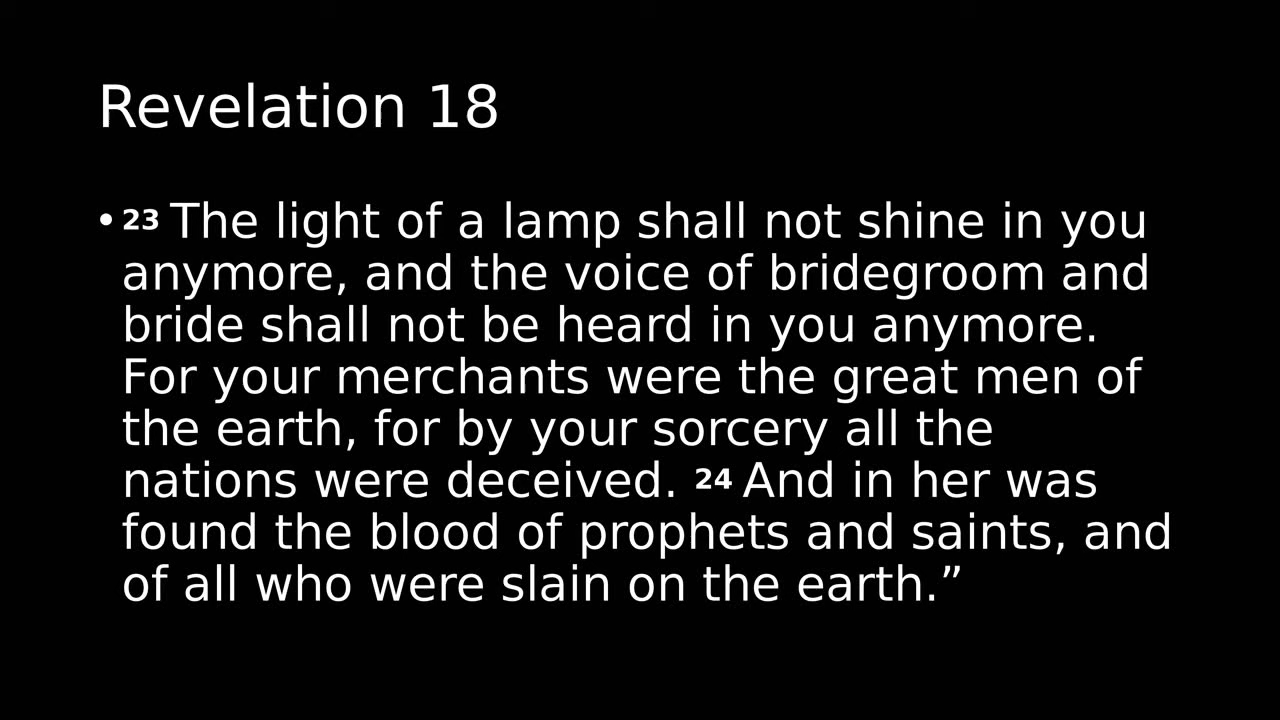 Revelation 18
• 23 The light of a lamp shall not shine in you
anymore, and the voice of bridegroom and
bride shall not be heard in you anymore.
For your merchants were the great men of
the earth, for by your sorcery all the
nations were deceived. 24 And in her was
found the blood of prophets and saints, and
of all who were slain on the earth.”